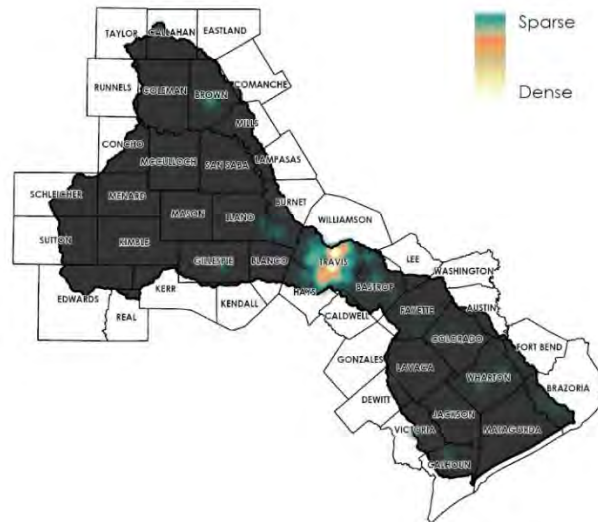 Sparse
Dense
TAYLOR
CALLAHAN
EASTLAND
RUNNELS
COLEMAN
BROWN
COMANCHE
MILLS
CONCHO
MCCULLOCH
SAN SABA
LAMPASAS
SCHLEICHER
MENARD
BURNET
MASON
LLANO
WILLIAMSON
SUTTON
KIMBLE
GILLESPIE
BLANCO
TRAVIS
LEE
WASHINGTON
EDWARDS
REAL
KERR
KENDALL
HAYS
BASTROP
CALDWELL
FAYETTE
AUSTIN
GONZALES
COLORADO
FORT BEND
LAVACA
DEWITT
WHARTON
BRAZORIA
VICTORIA
JACKSON
MATAGORDA
CALHOUN